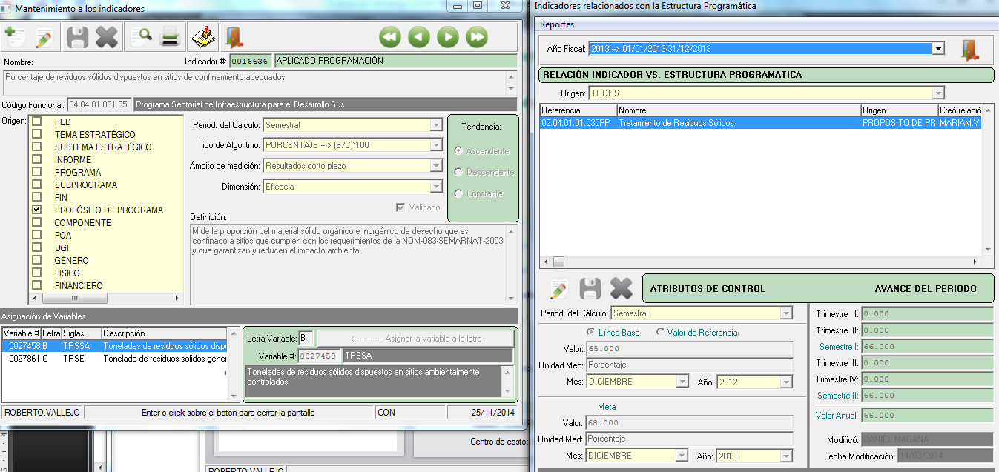 Mantenimiento a los indicadores
Nombre:
Indicador #: 0016636 APLICADO PROGRAMACIÓN
Porcentaje de residuos sólidos dispuestos en sitios de confinamiento adecuados
Código Funcional: 04.04.01.001.05 Programa Sectorial de Infraestructura para el Desarrollo Sus
Origen:
PED
TEMA ESTRATÉGICO
SUBTEMA ESTRATÉGICO
INFORME
PROGRAMA
SUBPROGRAMA
FIN
PROPÓSITO DE PROGRAMA
COMPONENTE
POA
UGI
GÉNERO
FISICO
FINANCIERO
Period. del Cálculo: Semestral
Tipo de Algoritmo: PORCENTAJE ---> (B/C)*100
Ámbito de medición: Resultados corto plazo
Dimensión: Eficacia
Validado
Tendencia:
Ascendente
Descendente
Constante
Definición:
Mide la proporción del material sólido orgánico e inorgánico de desecho que es
confinado a sitios que cumplen con los requerimientos de la NOM-083-SEMARNAT-2003
y que garantizan y reducen el impacto ambiental.
Asignación de Variables
Variable # Letra Siglas Descripción
0027458 B TRSSA Toneladas de residuos sólidos dispu
0027861 C TRSE Tonelada de residuos sólidos gener
Letra Variable: B <----------- Asignar la variable a la letra
Variable #: 0027458 TRSSA
Toneladas de residuos sólidos dispuestos en sitios ambientalmente
controlados
ROBERTO.VALLEJO Enter o click sobre el botón para cerrar la pantalla CON 25/11/2014
Centro de costo:
ROBERTO.VALLEJO
Indicadores relacionados con la Estructura Programática
Reportes
Año Fiscal: 2013 --> 01/01/2013-31/12/2013
RELACIÓN INDICADOR VS. ESTRUCTURA PROGRAMATICA
Origen: TODOS
Referencia Nombre Origen Creó relació
02.04.01.01.030PP Tratamiento de Residuos Sólidos PROPÓSITO DE PRI MARIAM.VI
ATRIBUTOS DE CONTROL AVANCE DEL PERIODO
Period. del Cálculo: Semestral
Línea Base Valor de Referencia
Valor: 65.000
Unidad Med: Porcentaje
Mes: DICIEMBRE Año: 2012
Meta
Valor: 68.000
Unidad Med: Porcentaje
Mes: DICIEMBRE Año: 2013
Trimestre I: 0.000
Trimestre II: 0.000
Semestre I: 66.000
Trimestre III: 0.000
Trimestre IV: 0.000
Semestre II: 66.000
Valor Anual: 66.000
Modificó: DANIEL.MAGANA
Fecha Modificación: 14/03/2014